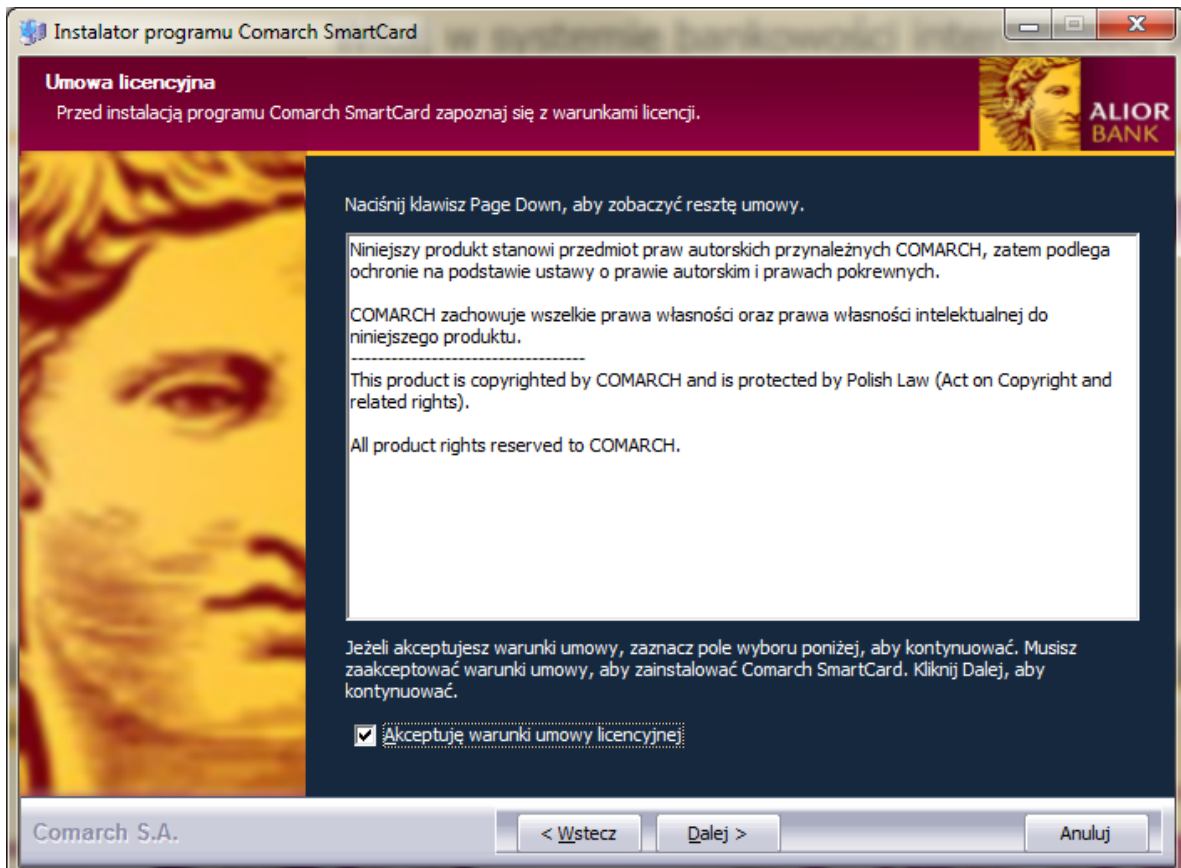 Instalator programu Comarch SmartCard
w systemie bankowości
Umowa licencyjna
Przed instalacją programu Comarch SmartCard zapoznaj się z warunkami licencji.
ALIOR
BANK
Naciśnij klawisz Page Down, aby zobaczyć resztę umowy.
Niniejszy produkt stanowi przedmiot praw autorskich przynależnych COMARCH, zatem podlega
ochronie na podstawie ustawy o prawie autorskim i prawach pokrewnych.
COMARCH zachowuje wszelkie prawa własności oraz prawa własności intelektualnej do
niniejszego produktu.
-----------------------------------
This product is copyrighted by COMARCH and is protected by Polish Law (Act on Copyright and
related rights).
All product rights reserved to COMARCH.
Jeżeli akceptujesz warunki umowy, zaznacz pole wyboru poniżej, aby kontynuować. Musisz
zaakceptować warunki umowy, aby zainstalować Comarch SmartCard. Kliknij Dalej, aby
kontynuować.
Akceptuję warunki umowy licencyjnej
Comarch S.A.
< Wstecz
Dalej >
Anuluj